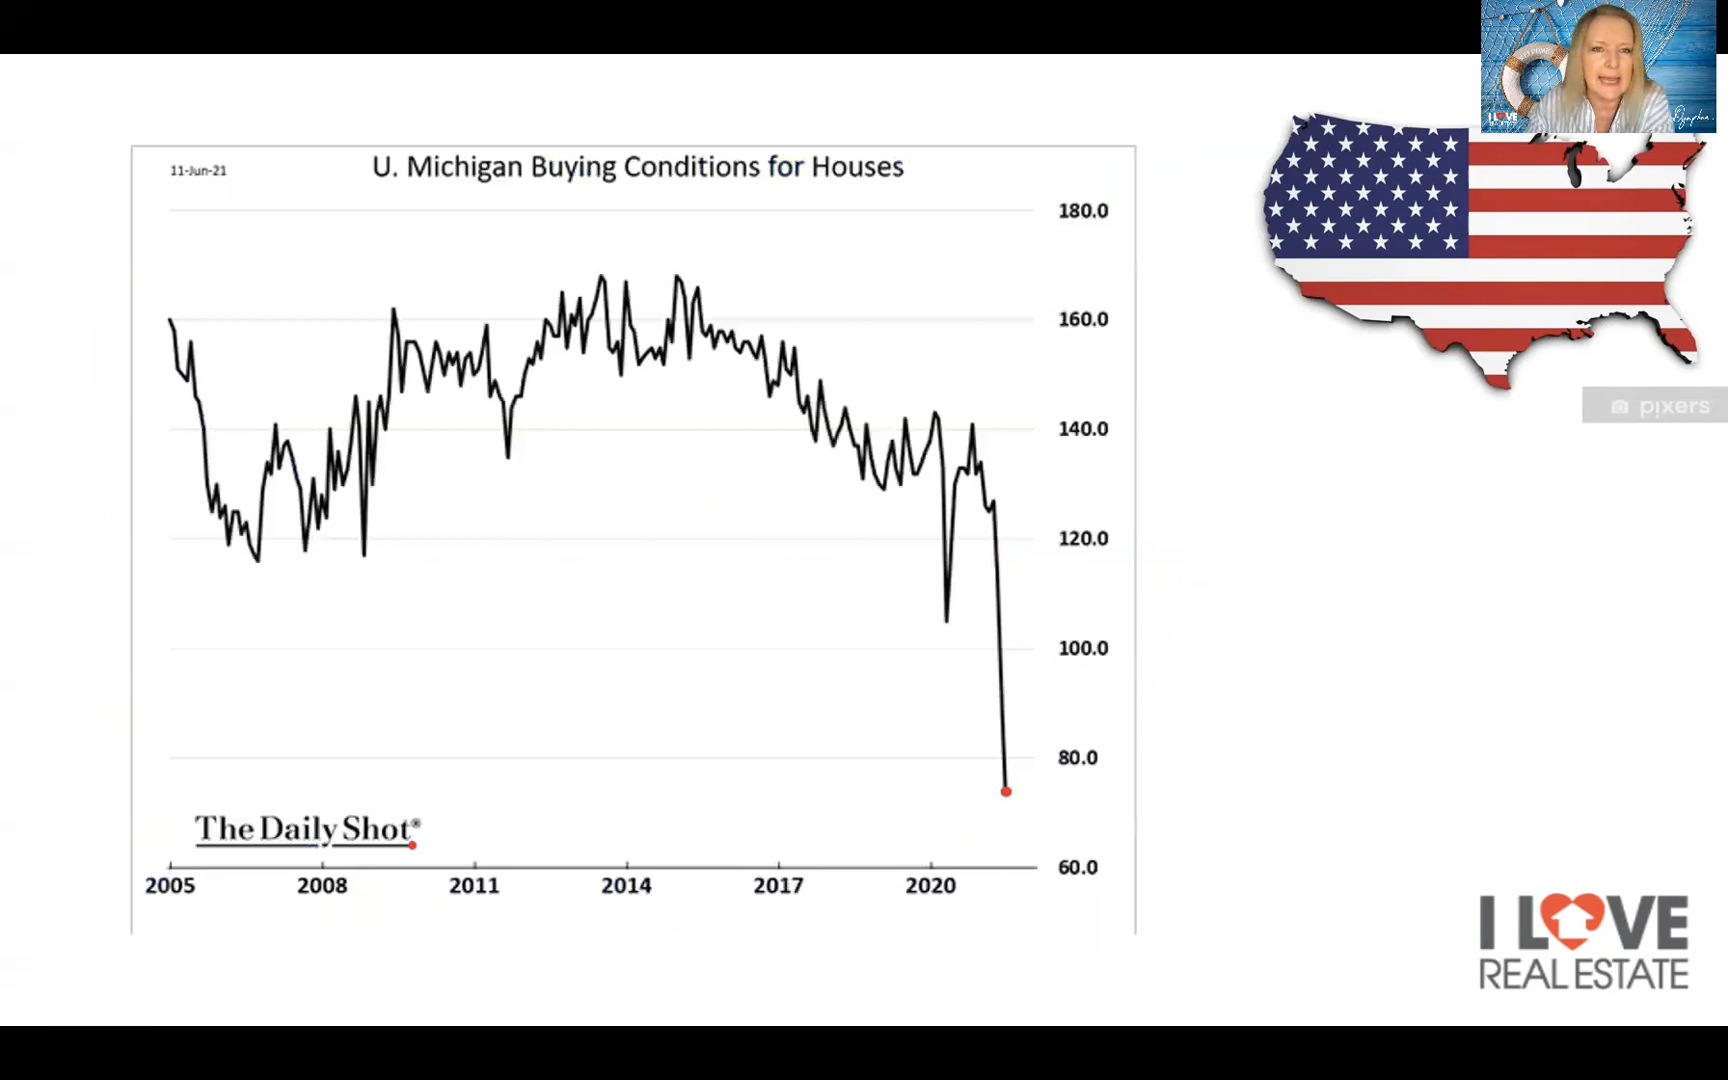 11-Jun-21
U. Michigan Buying Conditions for Houses
180.0
160.0
140.0
120.0
100.0
80.0
60.0
The Daily Shot®
2005 2008 2011 2014 2017 2020
pixers
I LOVE
REAL ESTATE